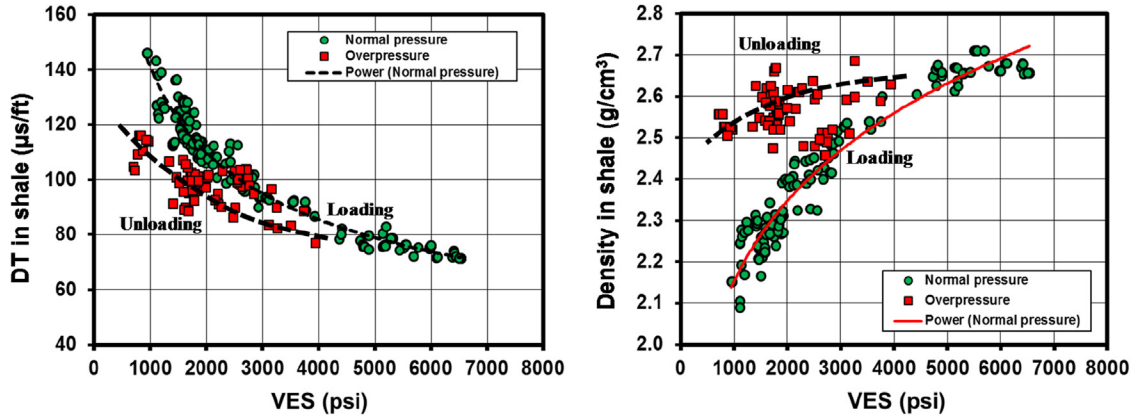 160
140
120
100
80
60
40
DT in shale (µs/ft)
Normal pressure
Overpressure
Power (Normal pressure)
Unloading
Loading
0 1000 2000 3000 4000 5000 6000 7000 8000
VES (psi)
2.8
2.7
2.6
2.5
2.4
2.3
2.2
2.1
2.0
Density in shale (g/cm³)
Unloading
Loading
Normal pressure
Overpressure
Power (Normal pressure)
0 1000 2000 3000 4000 5000 6000 7000 8000
VES (psi)